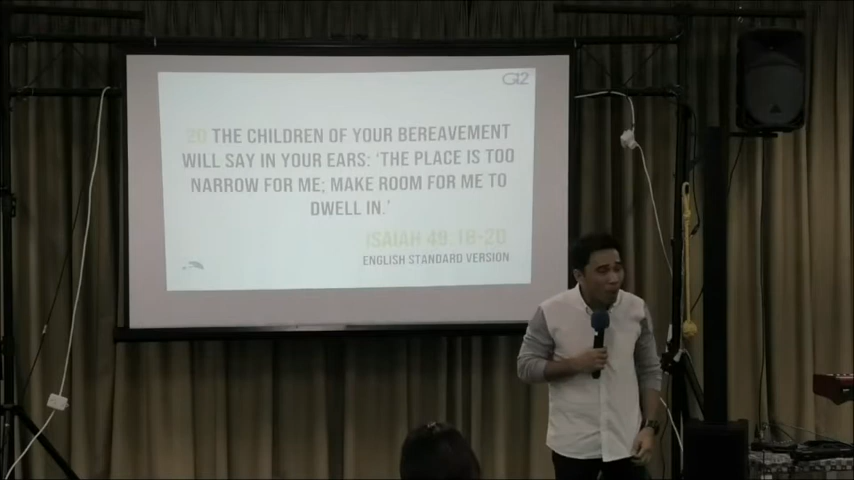 G12
20 THE CHILDREN OF YOUR BEREAVEMENT
WILL SAY IN YOUR EARS: ‘THE PLACE IS TOO
NARROW FOR ME; MAKE ROOM FOR ME TO
DWELL IN.’
ISAIAH 49:18-20
ENGLISH STANDARD VERSION